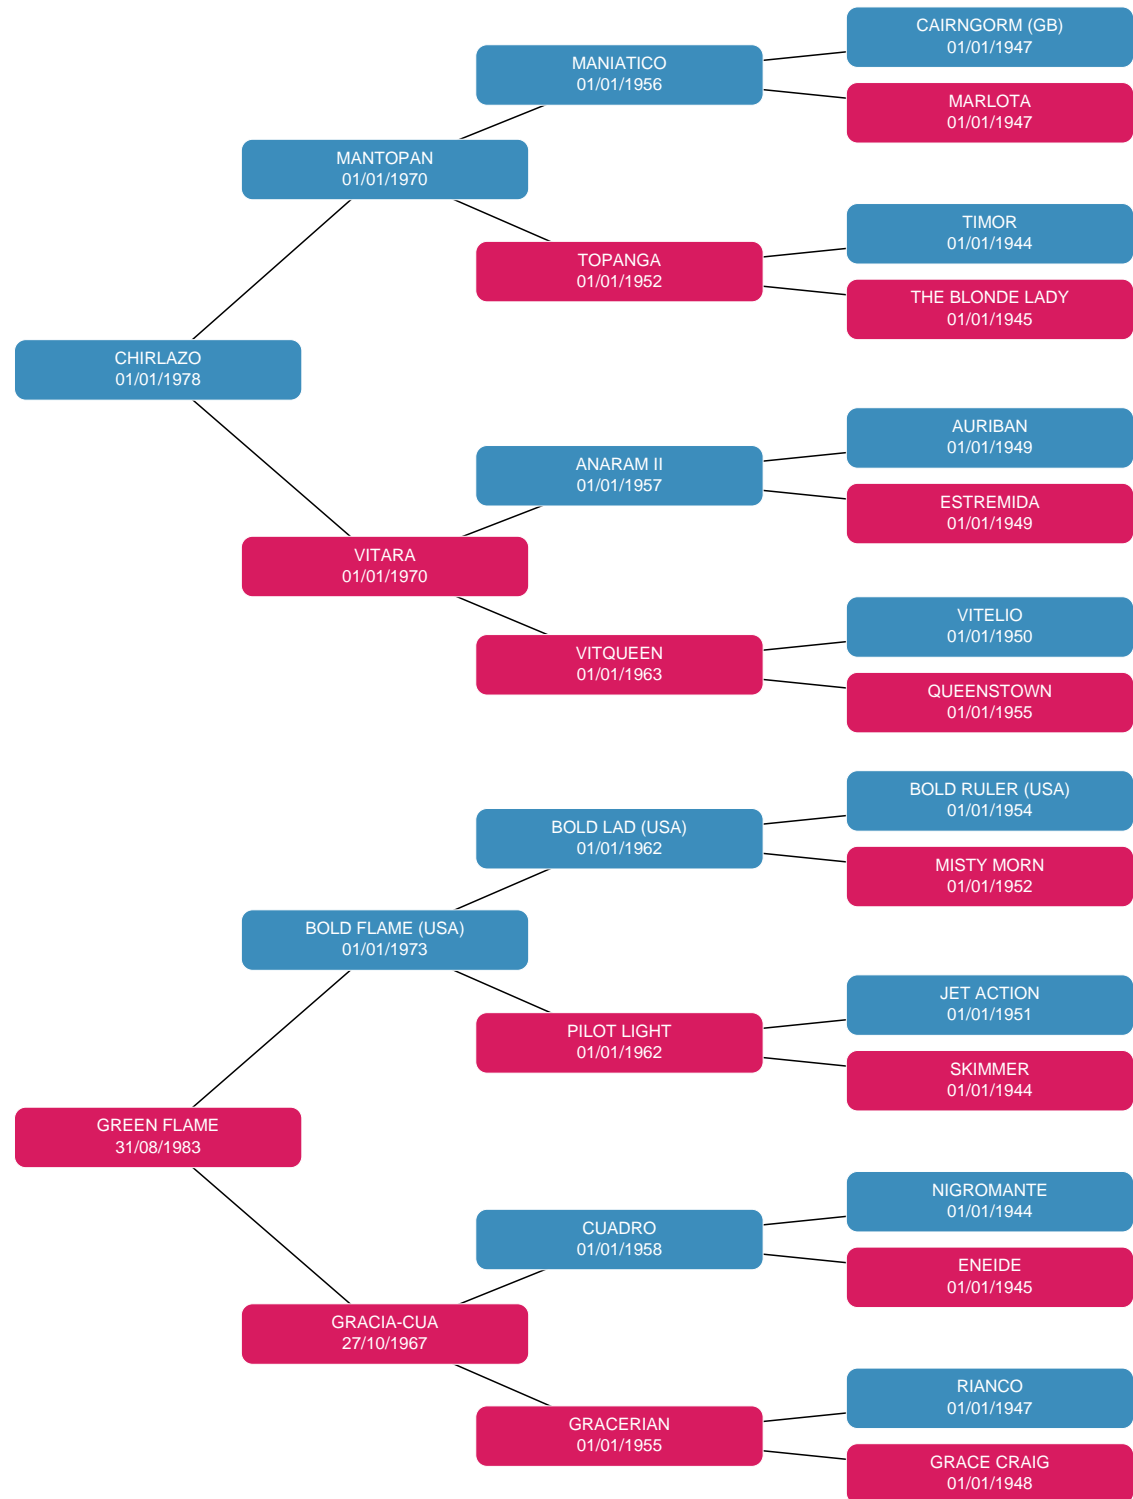 CAIRNGORM (GB)
01/01/1947
MANIATICO
01/01/1956
MARLOTA
01/01/1947
MANTOPAN
01/01/1970
TIMOR
01/01/1944
TOPANGA
01/01/1952
THE BLONDE LADY
01/01/1945
CHIRLAZO
01/01/1978
AURIBAN
01/01/1949
ANARAM II
01/01/1957
ESTREMIDA
01/01/1949
VITARA
01/01/1970
VITELIO
01/01/1950
VITQUEEN
01/01/1963
QUEENSTOWN
01/01/1955
BOLD RULER (USA)
01/01/1954
BOLD LAD (USA)
01/01/1962
MISTY MORN
01/01/1952
BOLD FLAME (USA)
01/01/1973
JET ACTION
01/01/1951
PILOT LIGHT
01/01/1962
SKIMMER
01/01/1944
GREEN FLAME
31/08/1983
NIGROMANTE
01/01/1944
CUADRO
01/01/1958
ENEIDE
01/01/1945
GRACIA-CUA
27/10/1967
RIANCO
01/01/1947
GRACERIAN
01/01/1955
GRACE CRAIG
01/01/1948